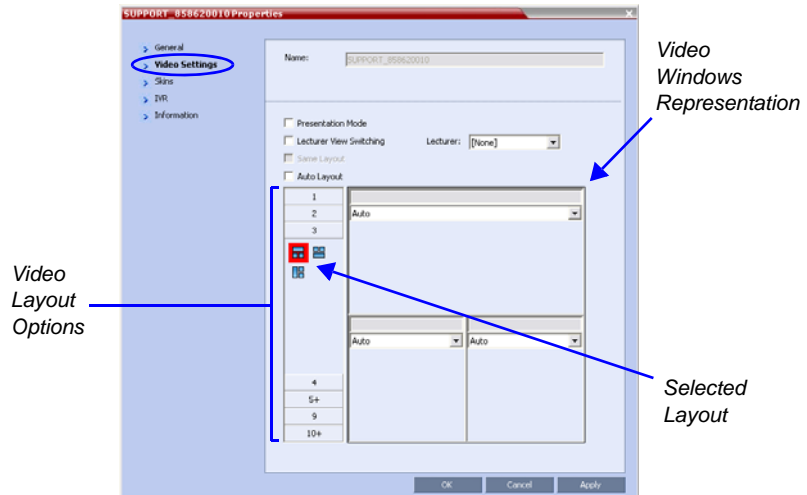 SUPPORT_858620010 Properties
General
Video Settings
Skins
IVR
Information
Name: SUPPORT_858620010
Presentation Mode
Lecturer View Switching Lecturer: [None]
Same Layout
Auto Layout
1
2
3
Auto
Auto Auto
4
5+
9
10+
OK Cancel Apply
Video
Windows
Representation
Video
Layout
Options
Selected
Layout